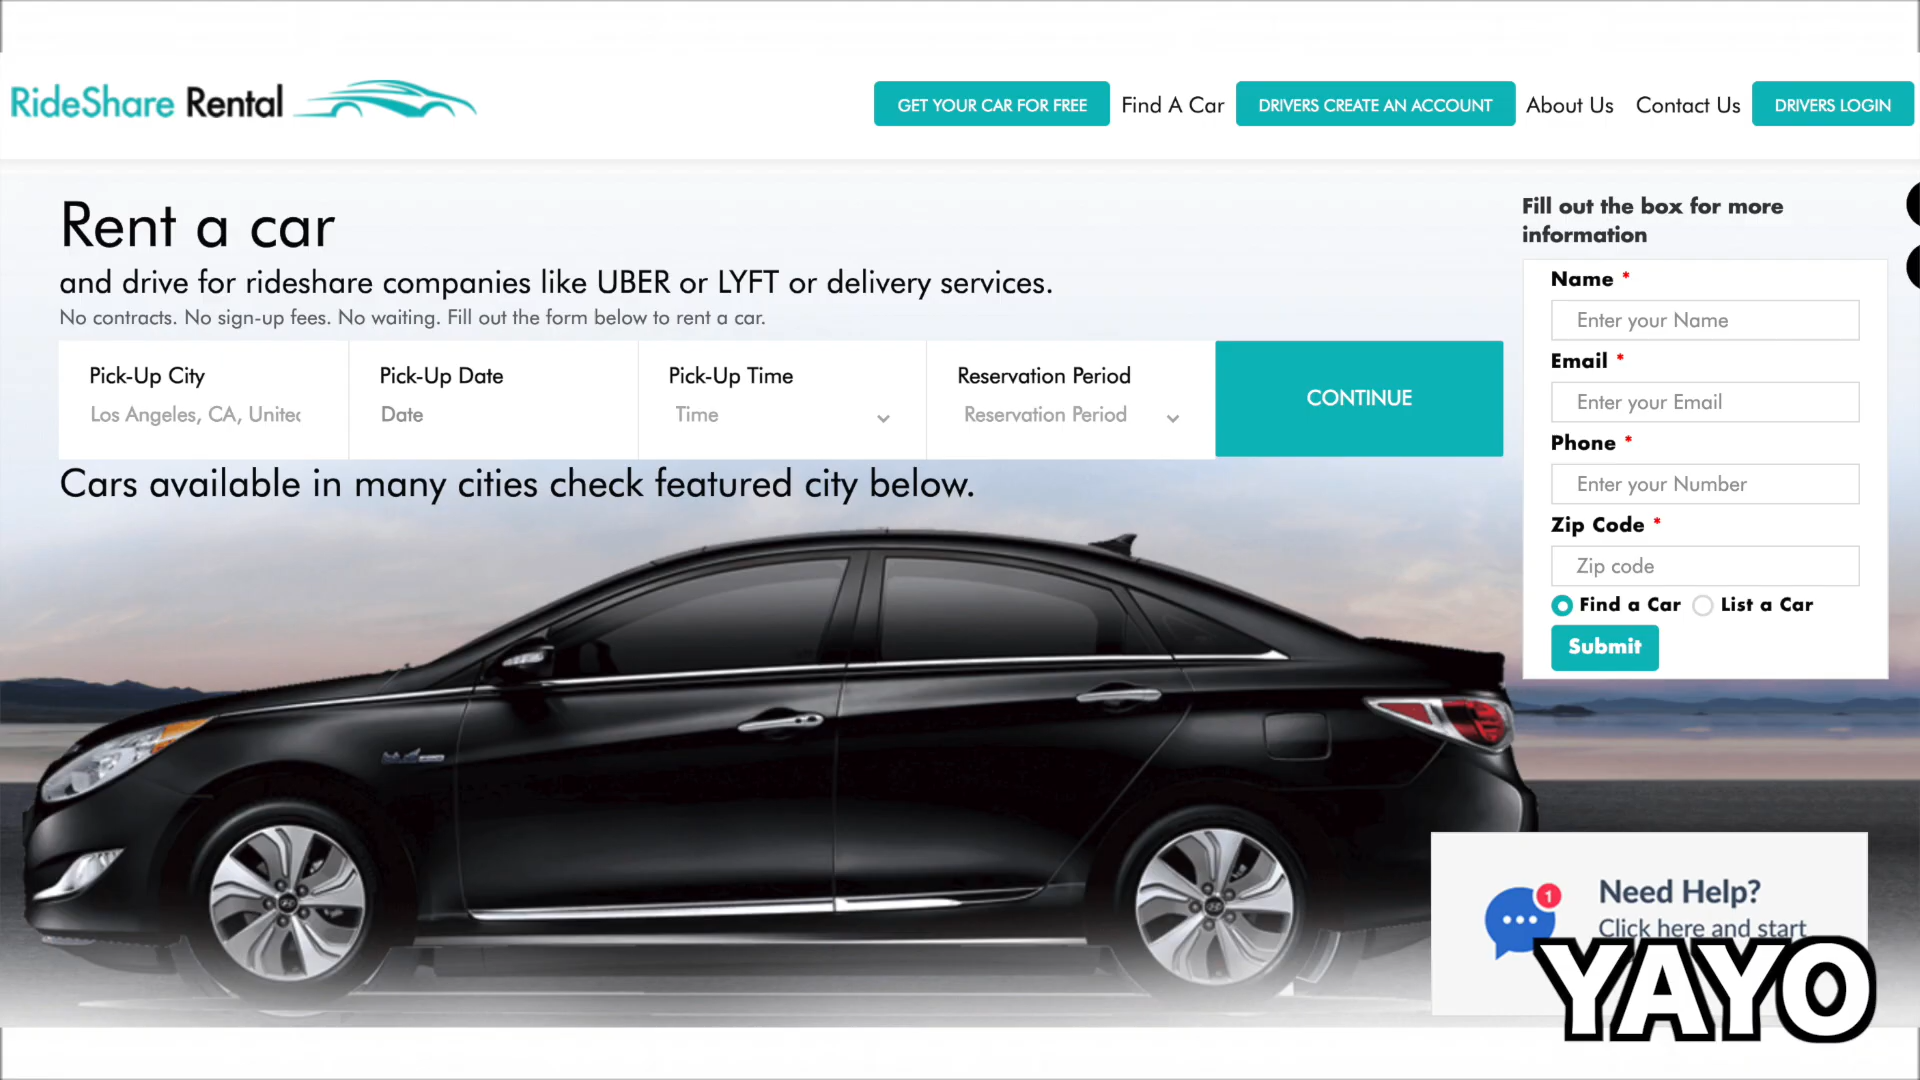 RideShare Rental
GET YOUR CAR FOR FREE
Find A Car
DRIVERS CREATE AN ACCOUNT
About Us
Contact Us
DRIVERS LOGIN
Rent a car
and drive for rideshare companies like UBER or LYFT or delivery services.
No contracts. No sign-up fees. No waiting. Fill out the form below to rent a car.
Pick-Up City
Los Angeles, CA, United
Pick-Up Date
Date
Pick-Up Time
Time
Reservation Period
Reservation Period
CONTINUE
Cars available in many cities check featured city below.
Fill out the box for more
information
Name *
Enter your Name
Email *
Enter your Email
Phone *
Enter your Number
Zip Code *
Zip code
Find a Car
List a Car
Submit
1
Need Help?
Click here and start
YAYO